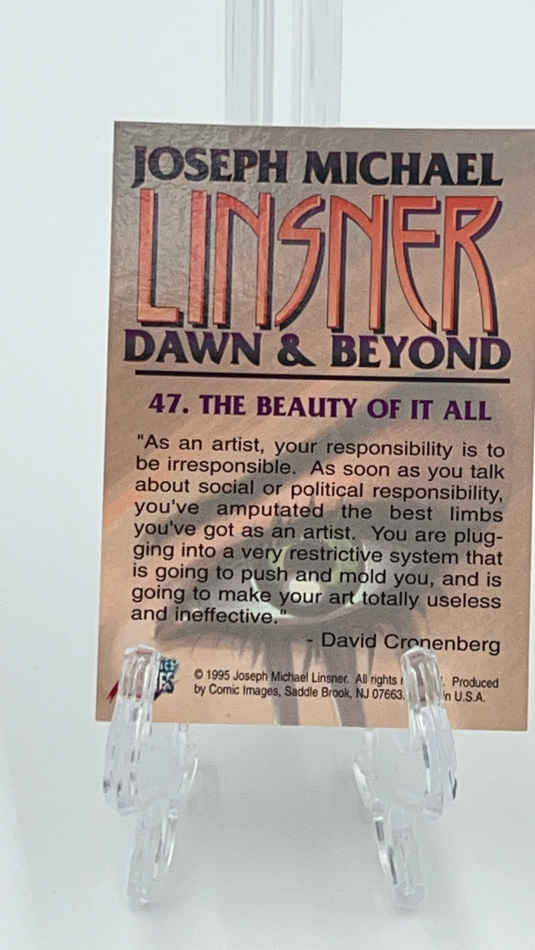 JOSEPH MICHAEL
LINSNER
DAWN & BEYOND
47. THE BEAUTY OF IT ALL
"As an artist, your responsibility is to
be irresponsible. As soon as you talk
about social or political responsibility,
you've amputated the best limbs
you've got as an artist. You are plug-
ging into a very restrictive system that
is going to push and mold you, and is
going to make your art totally useless
and ineffective."
- David Cronenberg
© 1995 Joseph Michael Linsner. All rights Produced
by Comic Images, Saddle Brook, NJ 07663. in U.S.A.